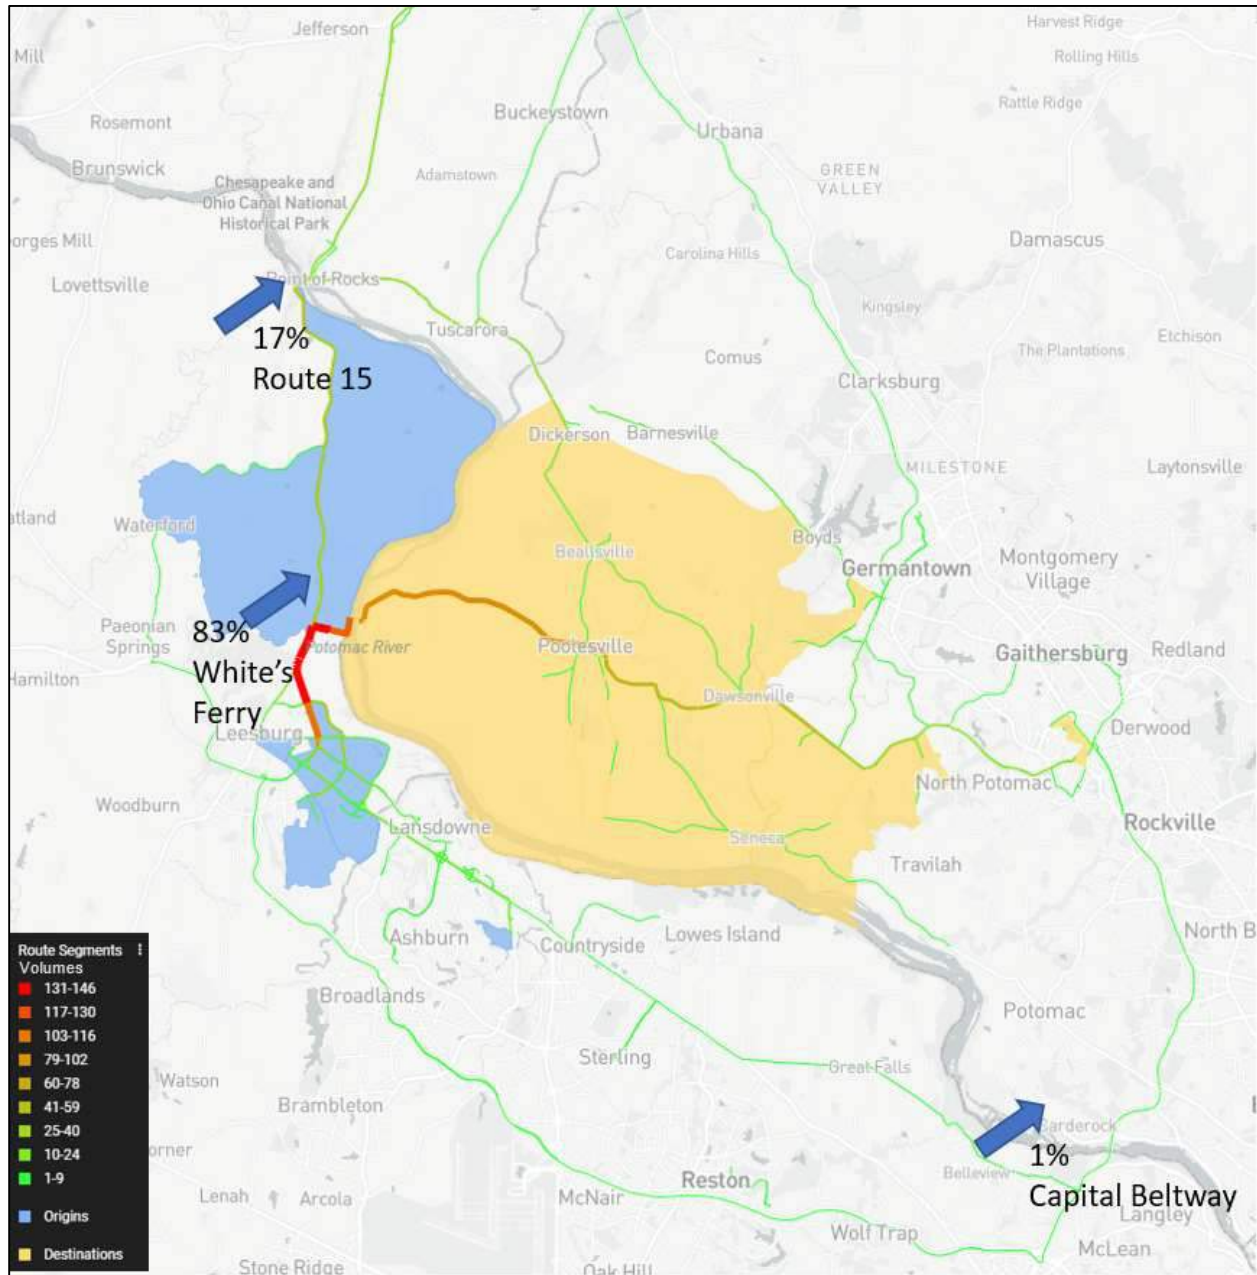 Jefferson
Harvest Ridge
Rolling Hills
Mill
Rattle Ridge
Buckeystown
Rosemont
Urbana
Brunswick
GREEN
VALLEY
Adamstown
Chesapeake and
Ohio Canal National
Historical Park
orges Mill
Damascus
Carolina Hills
Point of Rocks
Lovettsville
Kingsley
Tuscarora
Etchison
17%
Route 15
Comus
The Plantations
Clarksburg
Dickerson
Barnesville
MILESTONE
Laytonsville
atland
Waterford
Boyds
Beallsville
Germantown
Montgomery
Village
Paeonian
Springs
83%
White's
Ferry
Potomac River
Poolesville
Gaithersburg
Redland
Hamilton
Dawsonville
Leesburg
Derwood
North Potomac
Woodburn
Lansdowne
Rockville
Seneca
Travilah
Ashburn
Countryside
Lowes Island
North B
Route Segments
Volumes
131-146
117-130
103-116
79-102
60-78
41-59
25-40
10-24
1-9
Origins
Destinations
Broadlands
Potomac
Sterling
Great Falls
Watson
Brambleton
Carderock
orner
1%
Capital Beltway
Belleview
Reston
Lenah
Arcola
McNair
Langley
Wolf Trap
McLean
Stone Ridge
Oak Hill